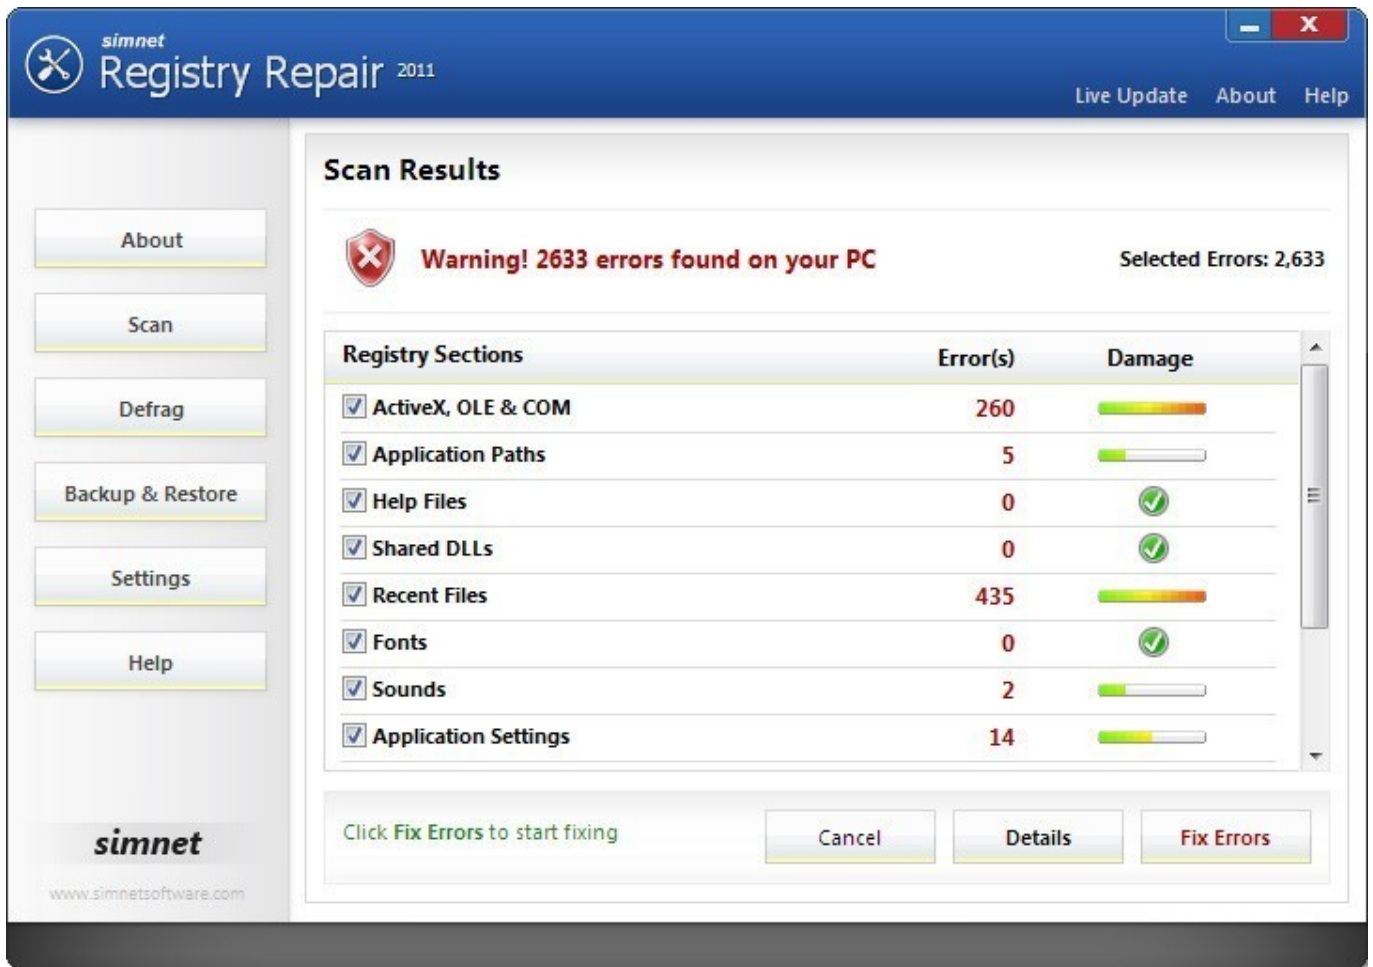 simnet
Registry Repair 2011
X
Live Update About Help
Scan Results
About
Warning! 2633 errors found on your PC Selected Errors: 2,633
Scan
Registry Sections Error(s) Damage
ActiveX, OLE & COM 260
Defrag
Application Paths 5
Backup & Restore
Help Files 0
Shared DLLs 0
Settings
Recent Files 435
Fonts 0
Help
Sounds 2
Application Settings 14
simnet
www.simnetsoftware.com
Click Fix Errors to start fixing Cancel Details Fix Errors